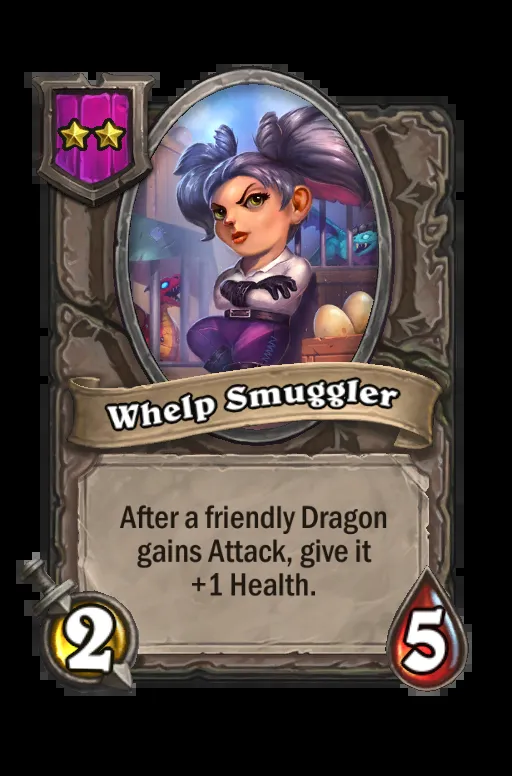 Whelp Smuggler
After a friendly Dragon
gains Attack, give it
+1 Health.
2
5